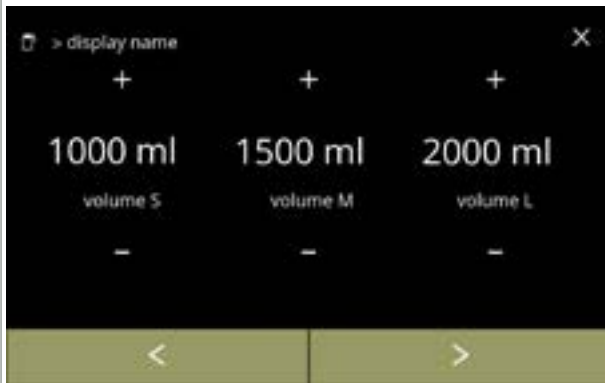 > display name ×
+ + +
1000 ml 1500 ml 2000 ml
volume S volume M volume L
− − −
< >